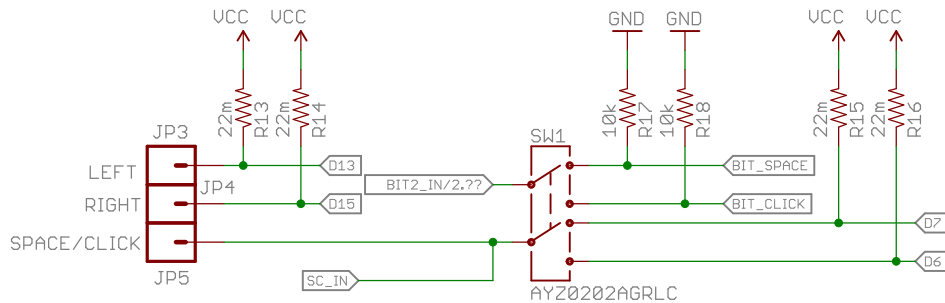 VCC VCC GND GND VCC VCC
22m R13 22m R14 10k R17 10k R18 22m R15 22m R16
JP3 SW1
LEFT D13 BIT_SPACE
JP4 BIT2_IN/2.??
RIGHT D15 BIT_CLICK
D7
SPACE/CLICK
D6
JP5 SC_IN
AYZ0202AGRLC